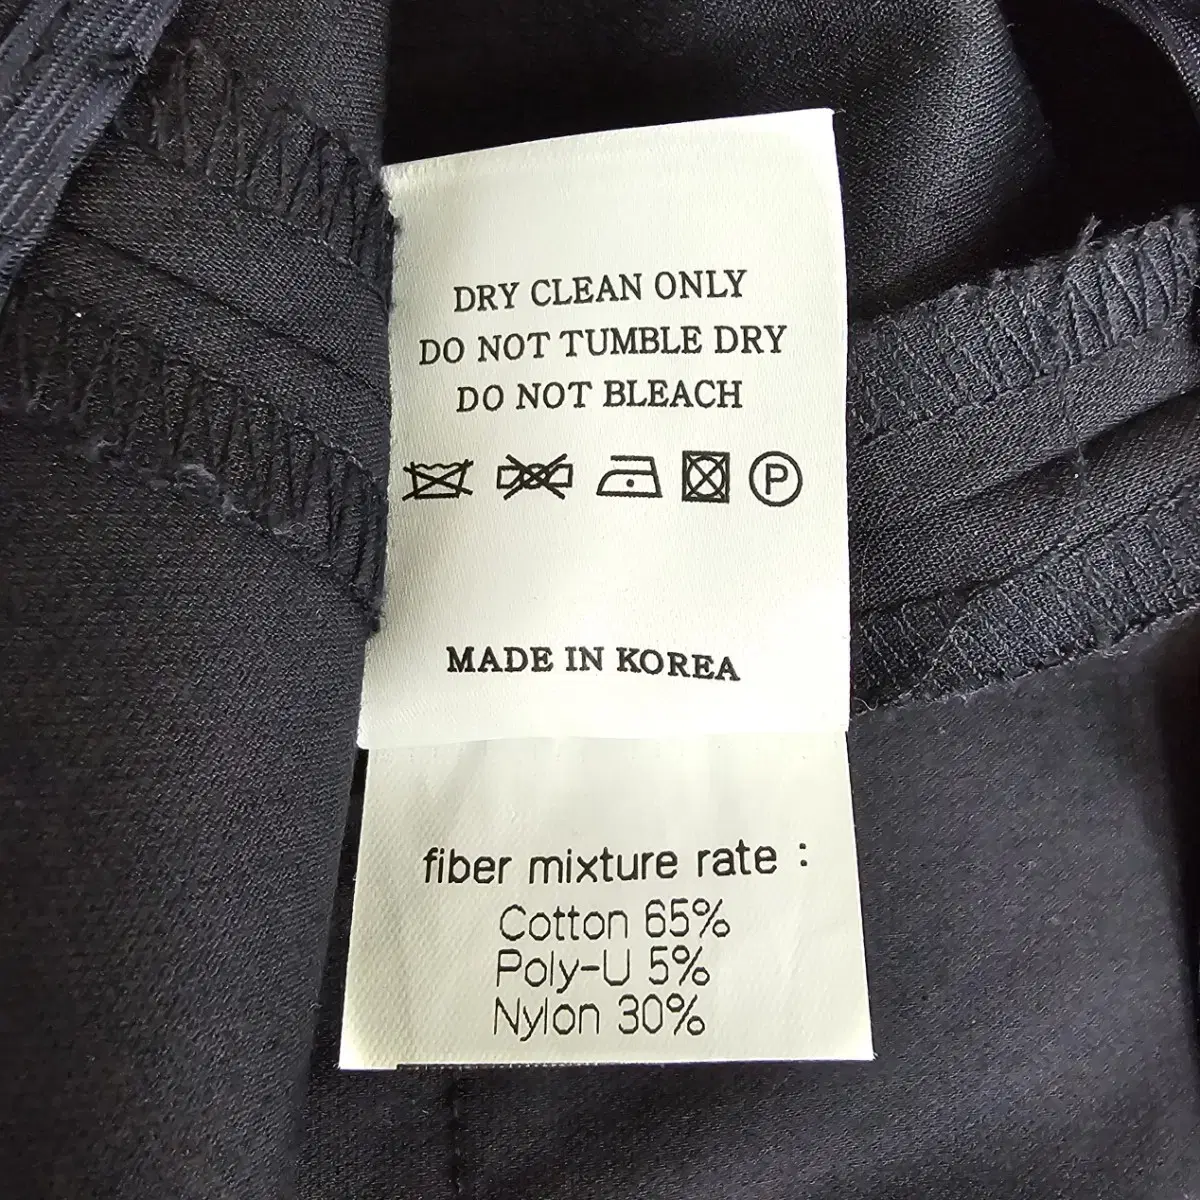 DRY CLEAN ONLY
DO NOT TUMBLE DRY
DO NOT BLEACH
P
MADE IN KOREA
fiber mixture rate :
Cotton 65%
Poly-U 5%
Nylon 30%